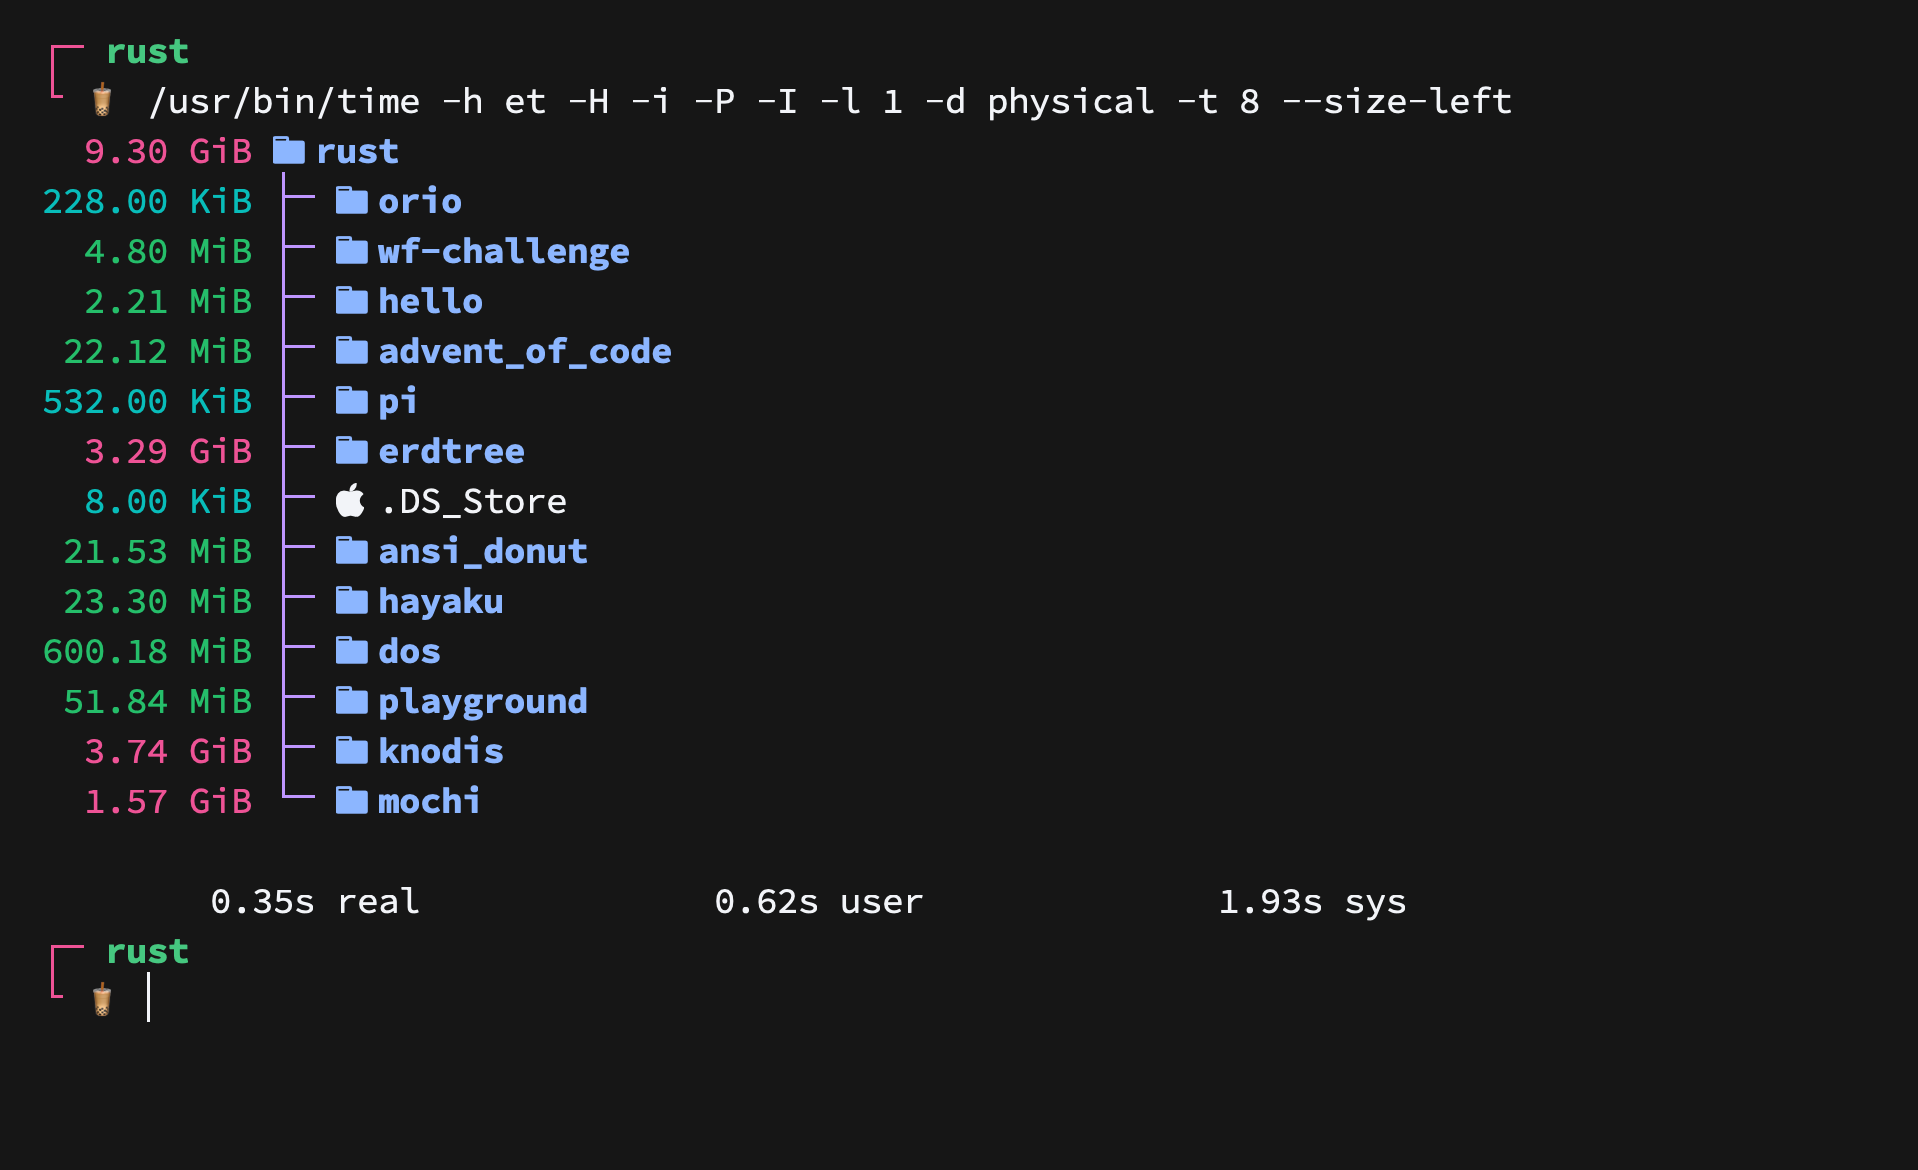 rust
/usr/bin/time -h et -H -i -P -I -l 1 -d physical -t 8 --size-left
9.30 GiB rust
228.00 KiB orio
4.80 MiB wf-challenge
2.21 MiB hello
22.12 MiB advent_of_code
532.00 KiB pi
3.29 GiB erdtree
8.00 KiB .DS_Store
21.53 MiB ansi_donut
23.30 MiB hayaku
600.18 MiB dos
51.84 MiB playground
3.74 GiB knodis
1.57 GiB mochi
0.35s real 0.62s user 1.93s sys
rust